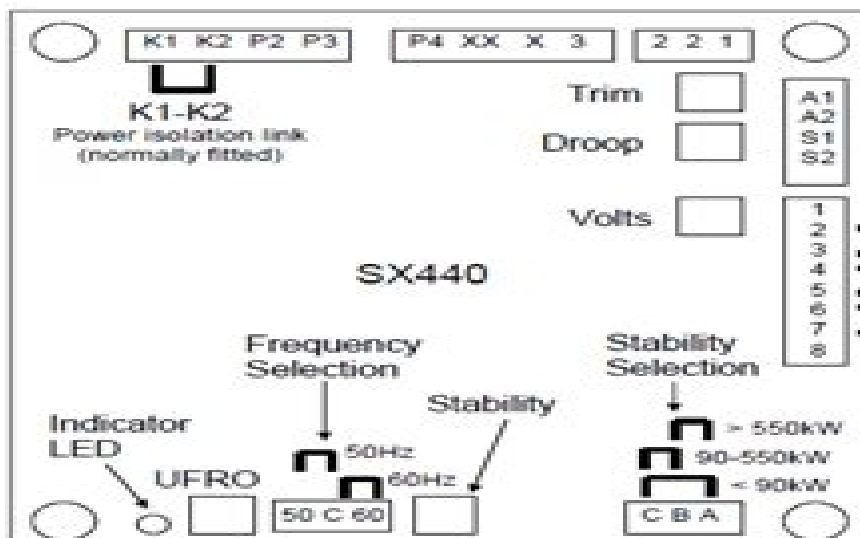 K1 K2 P2 P3
P4 XX X 3
2 2 1
K1-K2
Power isolation link
(normally fitted)
Trim
Droop
Volts
A1
A2
S1
S2
1
2
3
4
5
6
7
8
SX440
Frequency
Selection
Stability
Selection
Stability
Indicator
LED
50Hz
60Hz
> 550kW
90-550kW
< 90kW
UFRO
50 C 60
C B A